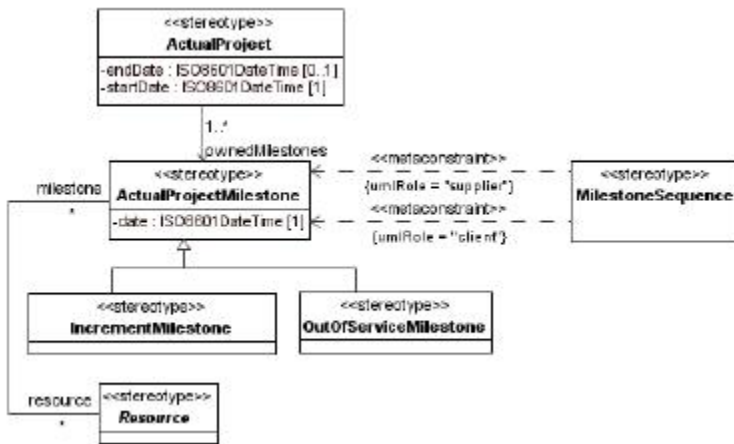 <<stereotype>>
ActualProject
-endDate : ISO8601DateTime [0..1]
-startDate : ISO8601DateTime [1]
1..*
ownedMilestones
<<stereotype>>
ActualProjectMilestone
-date : ISO8601DateTime [1]
milestone
*
<<metaconstraint>>
{umlRole = "supplier"}
<<metaconstraint>>
{umlRole = "client"}
<<stereotype>>
MilestoneSequence
<<stereotype>>
IncrementMilestone
<<stereotype>>
OutOfServiceMilestone
resource
*
<<stereotype>>
Resource